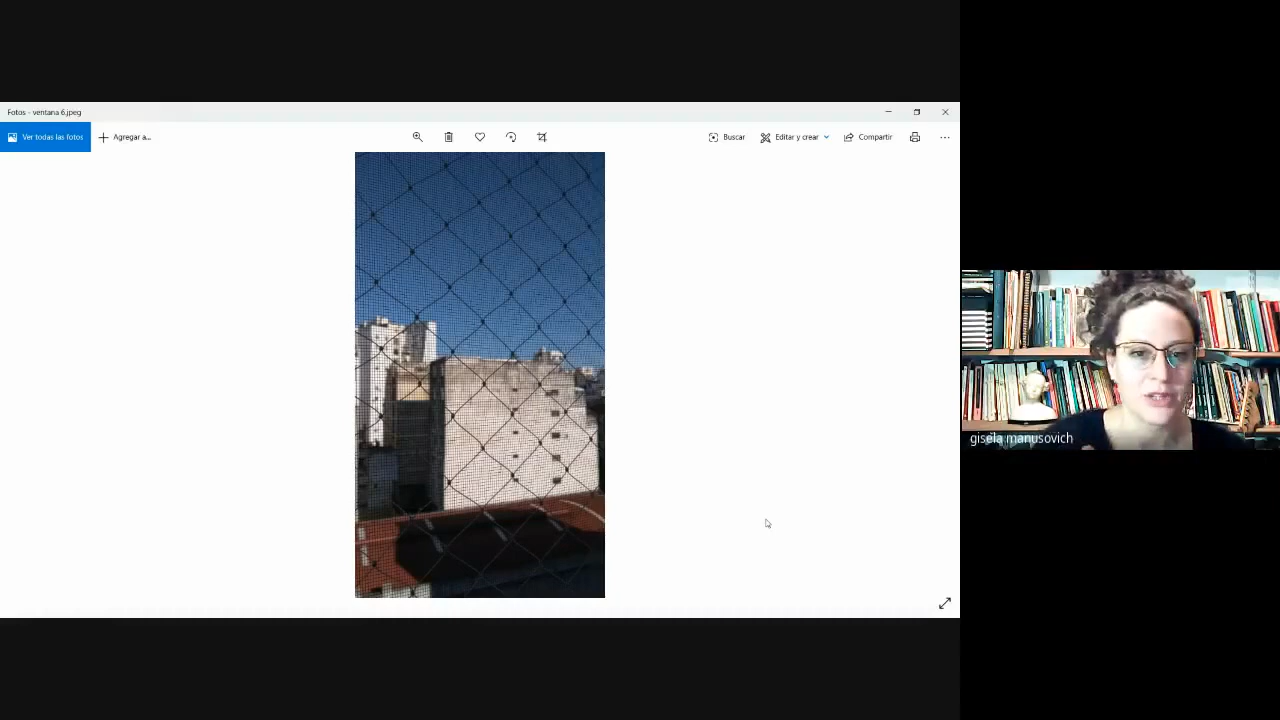 Fotos - ventana 6.jpeg
Ver todas las fotos
Agregar a...
Buscar
Editar y crear
Compartir
gisela manusovich